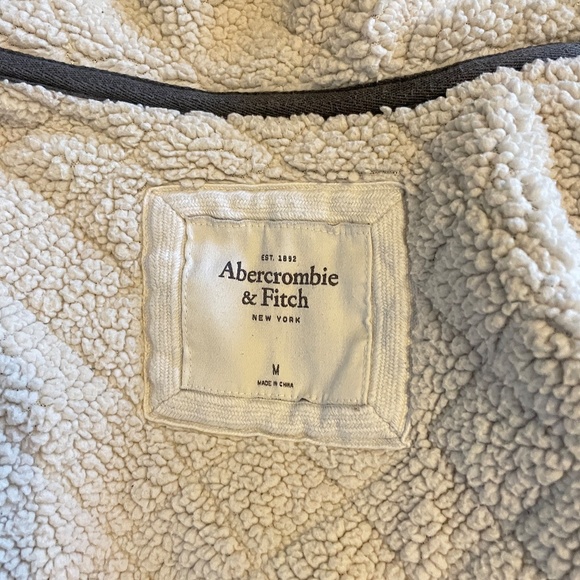 EST. 1892
Abercrombie
& Fitch
NEW YORK
M
MADE IN CHINA